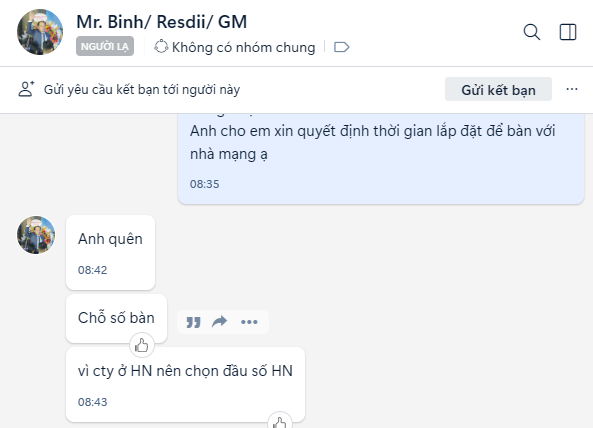 Mr. Binh/ Resdii/ GM
NGƯỜI LẠ
Không có nhóm chung
Gửi yêu cầu kết bạn tới người này
Gửi kết bạn
Anh cho em xin quyết định thời gian lắp đặt để bàn với
nhà mạng ạ
08:35
Anh quên
08:42
Chỗ số bàn
vì cty ở HN nên chọn đầu số HN
08:43